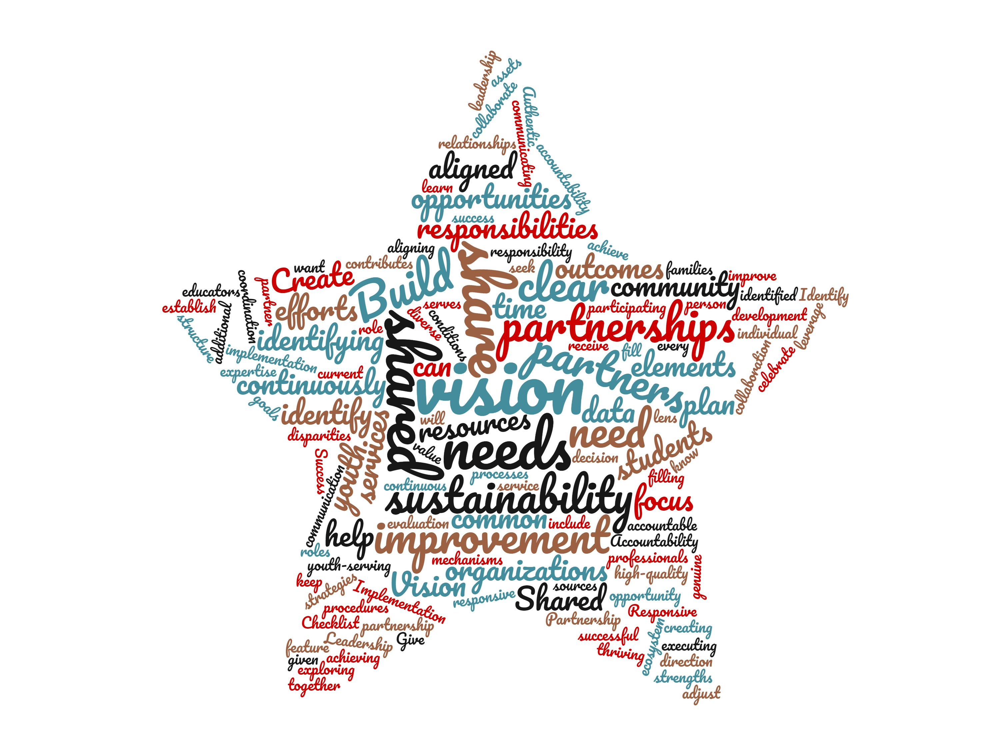 leadership
assets
collaborate
Authentic
communicating
relationships
accountability
aligned
learn
opportunities
success
responsibilities
aligning
share
responsibility
achieve
want
contributes
Build
seek
outcomes
families
improve
Create
clear
community
educators
coordination
partner
efforts
serves
time
participating
person
identified
Identify
establish
additional
diverse
conditions
partnerships
development
structure
role
shared
individual
leverage
identifying
receive
fill
every
implementation
can
partners
elements
collaboration
celebrate
expertise
current
continuously
vision
goals
identify
services
will
resources
data
plan
lens
disparities
need
students
value
needs
decision
know
Success
youth
communication
processes
filling
continuous
service
sustainability
focus
evaluation
common
include
accountable
help
improvement
Accountability
roles
mechanisms
professionals
youth-serving
organizations
high-quality
genuine
keep
strategies
Implementation
Vision
sources
responsive
Shared
opportunity
procedures
Responsive
Checklist
partnership
Partnership
ecosystem
creating
Leadership
Give
successful
feature
executing
given
achieving
thriving
direction
exploring
strengths
together
adjust